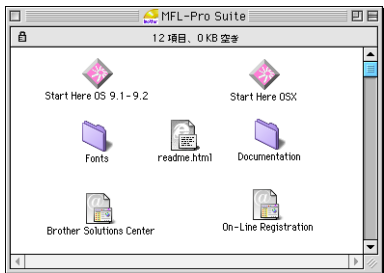 MFL-Pro Suite
12 項目、0 KB 空き
Start Here OS 9.1-9.2
Start Here OSX
Fonts
readme.html
Documentation
Brother Solutions Center
On-Line Registration